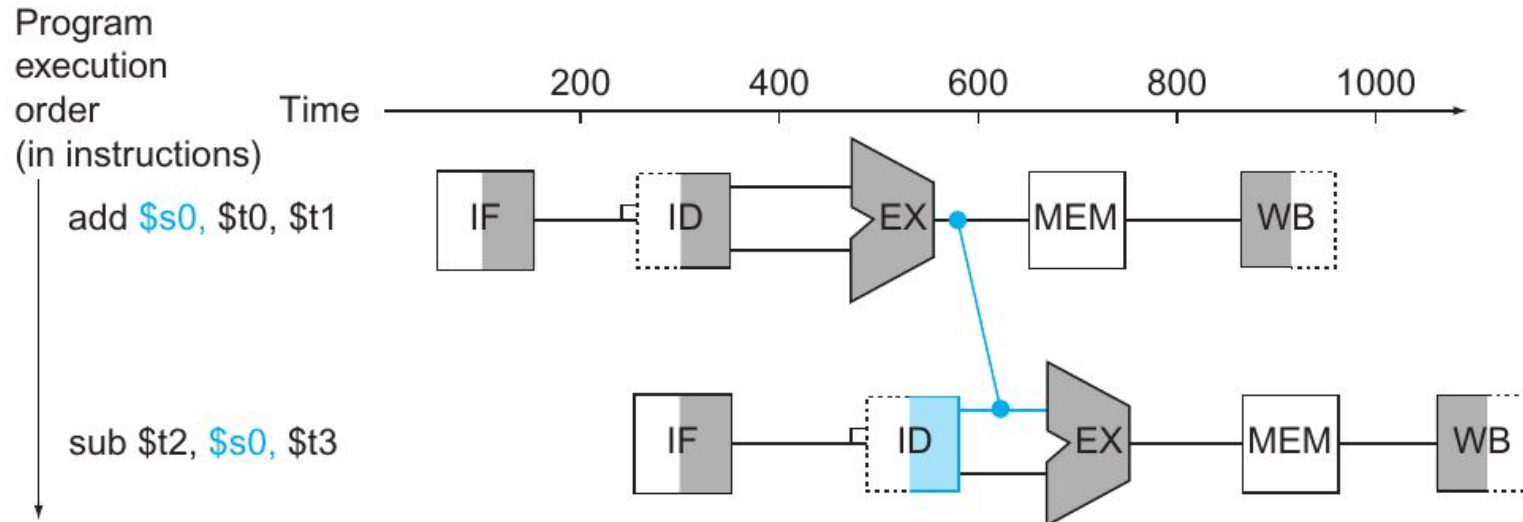 Program
execution
order
(in instructions)
Time
200 400 600 800 1000
add $s0, $t0, $t1
IF ID EX MEM WB
sub $t2, $s0, $t3
IF ID EX MEM WB